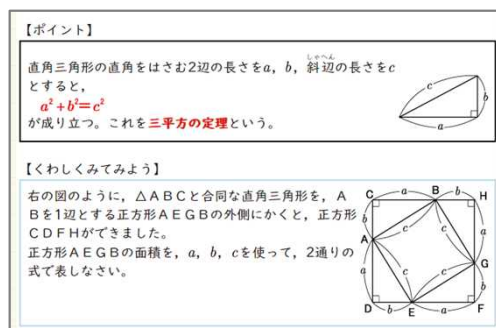 【ポイント】
直角三角形の直角をはさむ2辺の長さをa，b，斜辺の長さをc
しゃへん
とすると，
a²+b²=c²
が成り立つ。これを三平方の定理という。
c
b
a
【くわしくみてみよう】
右の図のように，△ABCと合同な直角三角形を，A
Bを1辺とする正方形AEGBの外側にかくと，正方形
CDFHができました。
正方形AEGBの面積を，a，b，cを使って，2通りの
式で表しなさい。
C a B b H
b c c a
A
G
a c c b
D b E a F